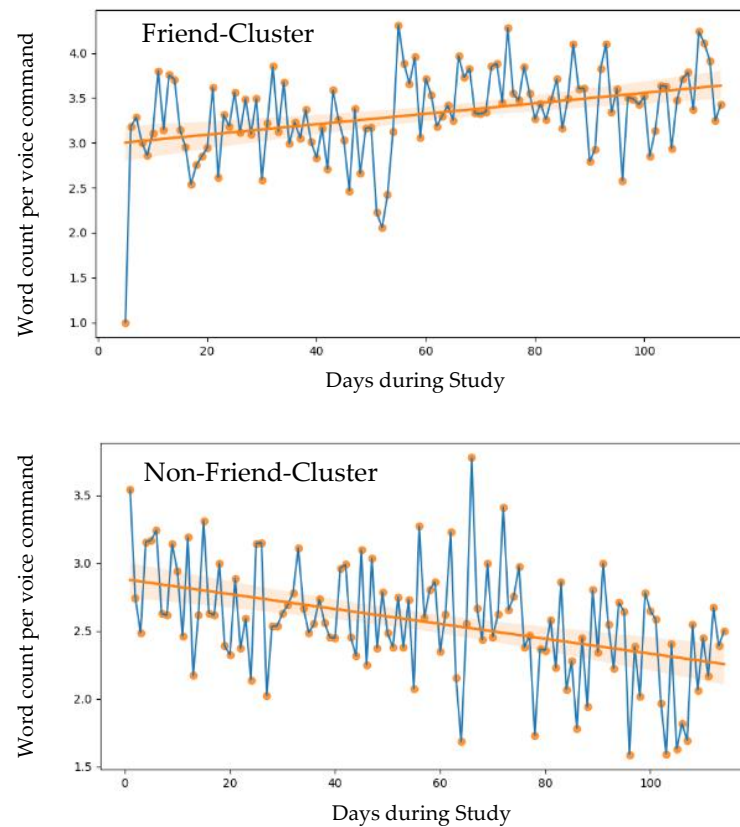 Friend-Cluster
Word count per voice command
4.0
3.5
3.0
2.5
2.0
1.5
1.0
0 20 40 60 80 100
Days during Study
Non-Friend-Cluster
Word count per voice command
3.5
3.0
2.5
2.0
1.5
0 20 40 60 80 100
Days during Study